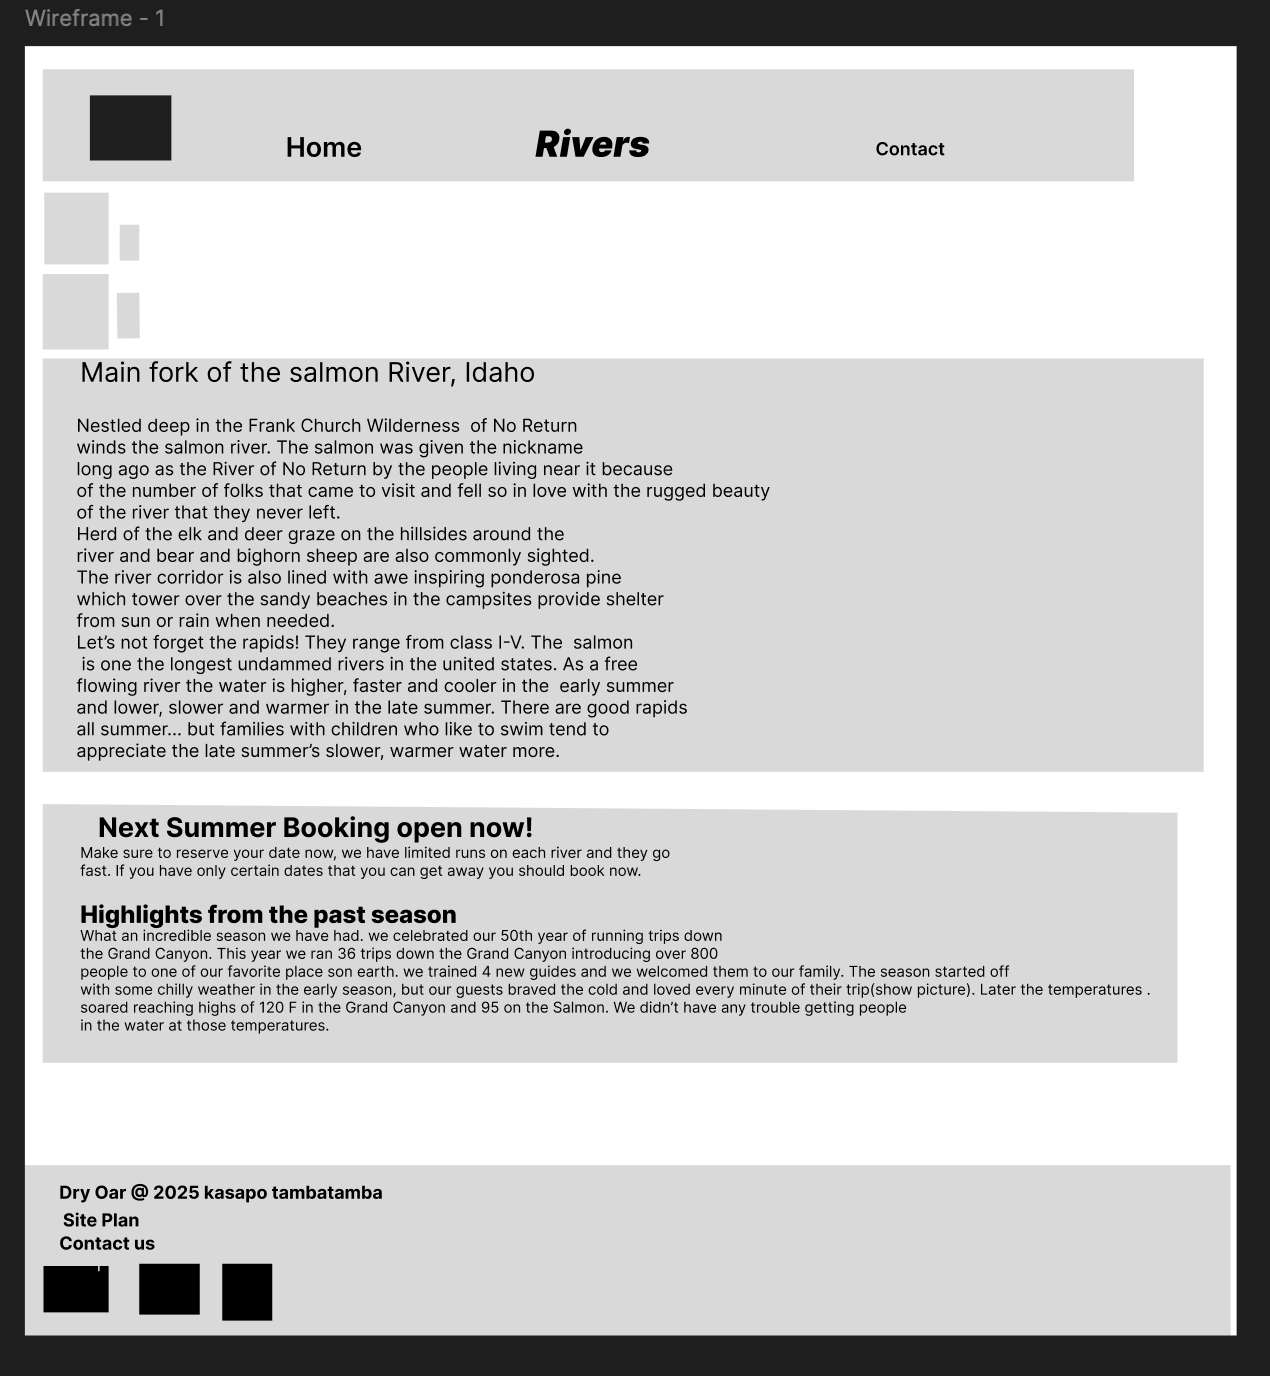 Wireframe - 1
Home
Rivers
Contact
Main fork of the salmon River, Idaho
Nestled deep in the Frank Church Wilderness  of No Return
winds the salmon river. The salmon was given the nickname
long ago as the River of No Return by the people living near it because
of the number of folks that came to visit and fell so in love with the rugged beauty
of the river that they never left.
Herd of the elk and deer graze on the hillsides around the
river and bear and bighorn sheep are also commonly sighted.
The river corridor is also lined with awe inspiring ponderosa pine
which tower over the sandy beaches in the campsites provide shelter
from sun or rain when needed.
Let’s not forget the rapids! They range from class I-V. The  salmon
is one the longest undammed rivers in the united states. As a free
flowing river the water is higher, faster and cooler in the  early summer
and lower, slower and warmer in the late summer. There are good rapids
all summer... but families with children who like to swim tend to
appreciate the late summer’s slower, warmer water more.
Next Summer Booking open now!
Make sure to reserve your date now, we have limited runs on each river and they go
fast. If you have only certain dates that you can get away you should book now.
Highlights from the past season
What an incredible season we have had. we celebrated our 50th year of running trips down
the Grand Canyon. This year we ran 36 trips down the Grand Canyon introducing over 800
people to one of our favorite place son earth. we trained 4 new guides and we welcomed them to our family. The season started off
with some chilly weather in the early season, but our guests braved the cold and loved every minute of their trip(show picture). Later the temperatures .
soared reaching highs of 120 F in the Grand Canyon and 95 on the Salmon. We didn’t have any trouble getting people
in the water at those temperatures.
Dry Oar @ 2025 kasapo tambatamba
Site Plan
Contact us